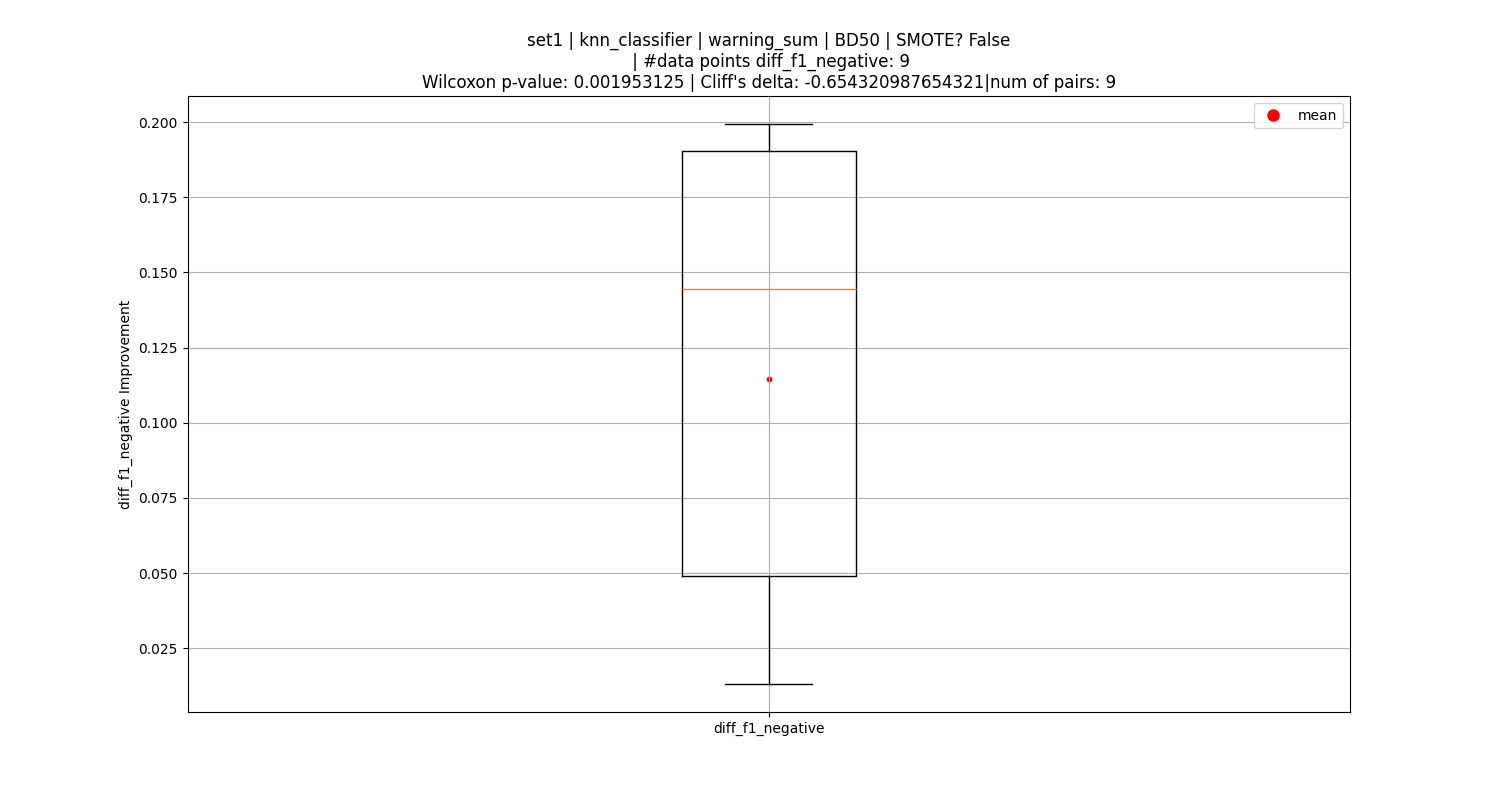 set1 | knn_classifier | warning_sum | BD50 | SMOTE? False
| #data points diff_f1_negative: 9
Wilcoxon p-value: 0.001953125 | Cliff's delta: -0.654320987654321|num of pairs: 9
mean
0.200
0.175
0.150
0.125
0.100
0.075
0.050
0.025
diff_f1_negative Improvement
diff_f1_negative